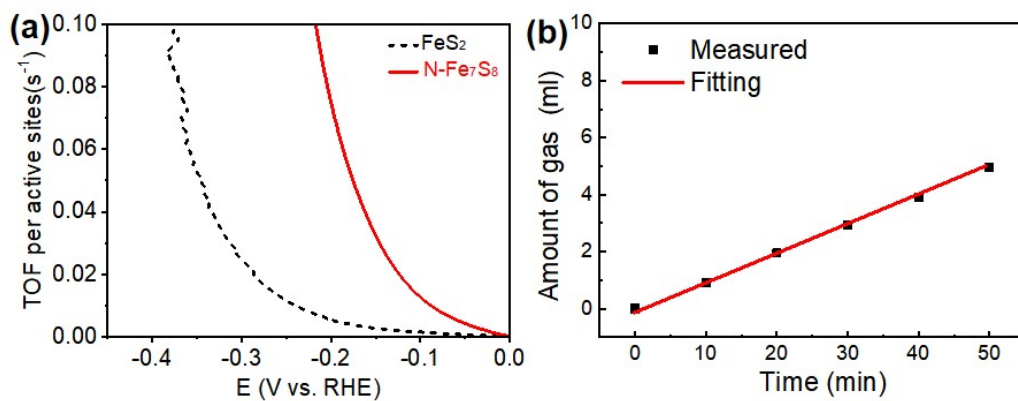 (a)
FeS₂
N-Fe₇S₈
TOF per active sites(s⁻¹)
0.10
0.08
0.06
0.04
0.02
0.00
-0.4 -0.3 -0.2 -0.1 0.0
E (V vs. RHE)
(b)
Measured
Fitting
Amount of gas (ml)
10
8
6
4
2
0
0 10 20 30 40 50
Time (min)